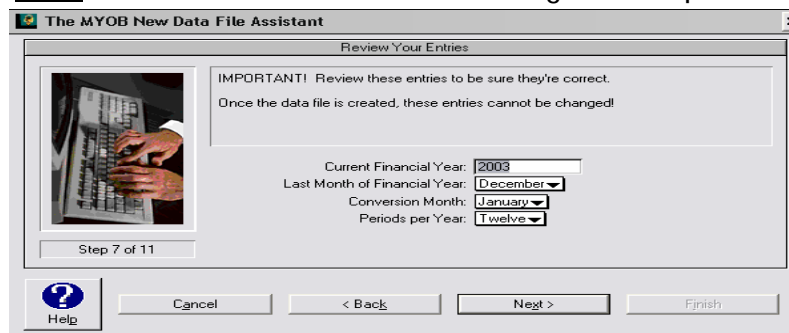 The MYOB New Data File Assistant
Review Your Entries
IMPORTANT! Review these entries to be sure they're correct.
Once the data file is created, these entries cannot be changed!
Current Financial Year: 2003
Last Month of Financial Year: December
Conversion Month: January
Periods per Year: Twelve
Step 7 of 11
Help
Cancel
< Back
Next >
Finish